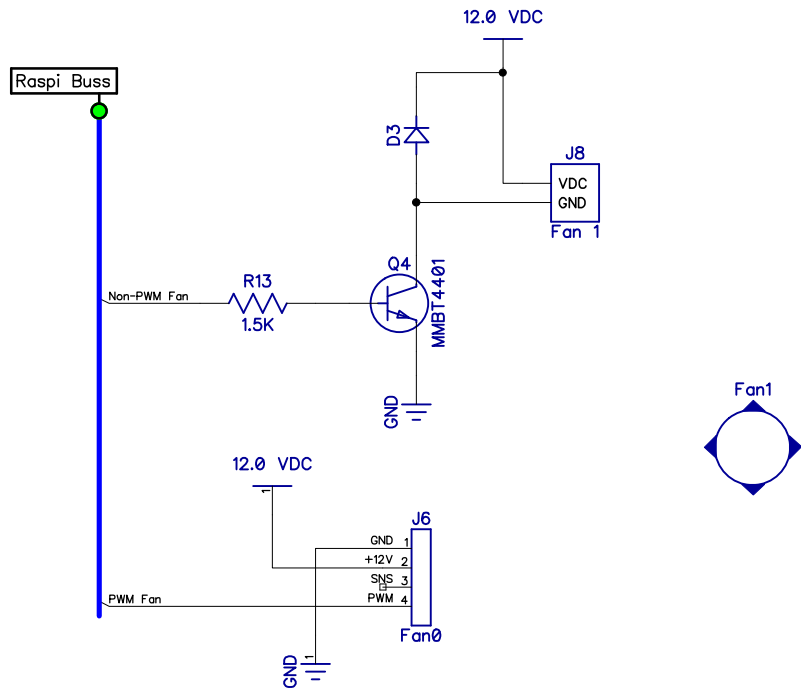 12.0 VDC
Raspi Buss
D3
J8
VDC
GND
Fan 1
Q4
MMBT4401
Non-PWM Fan
R13
1.5K
GND
Fan1
12.0 VDC
1
J6
GND 1
+12V 2
SNS 3
PWM 4
PWM Fan
Fan0
GND
1